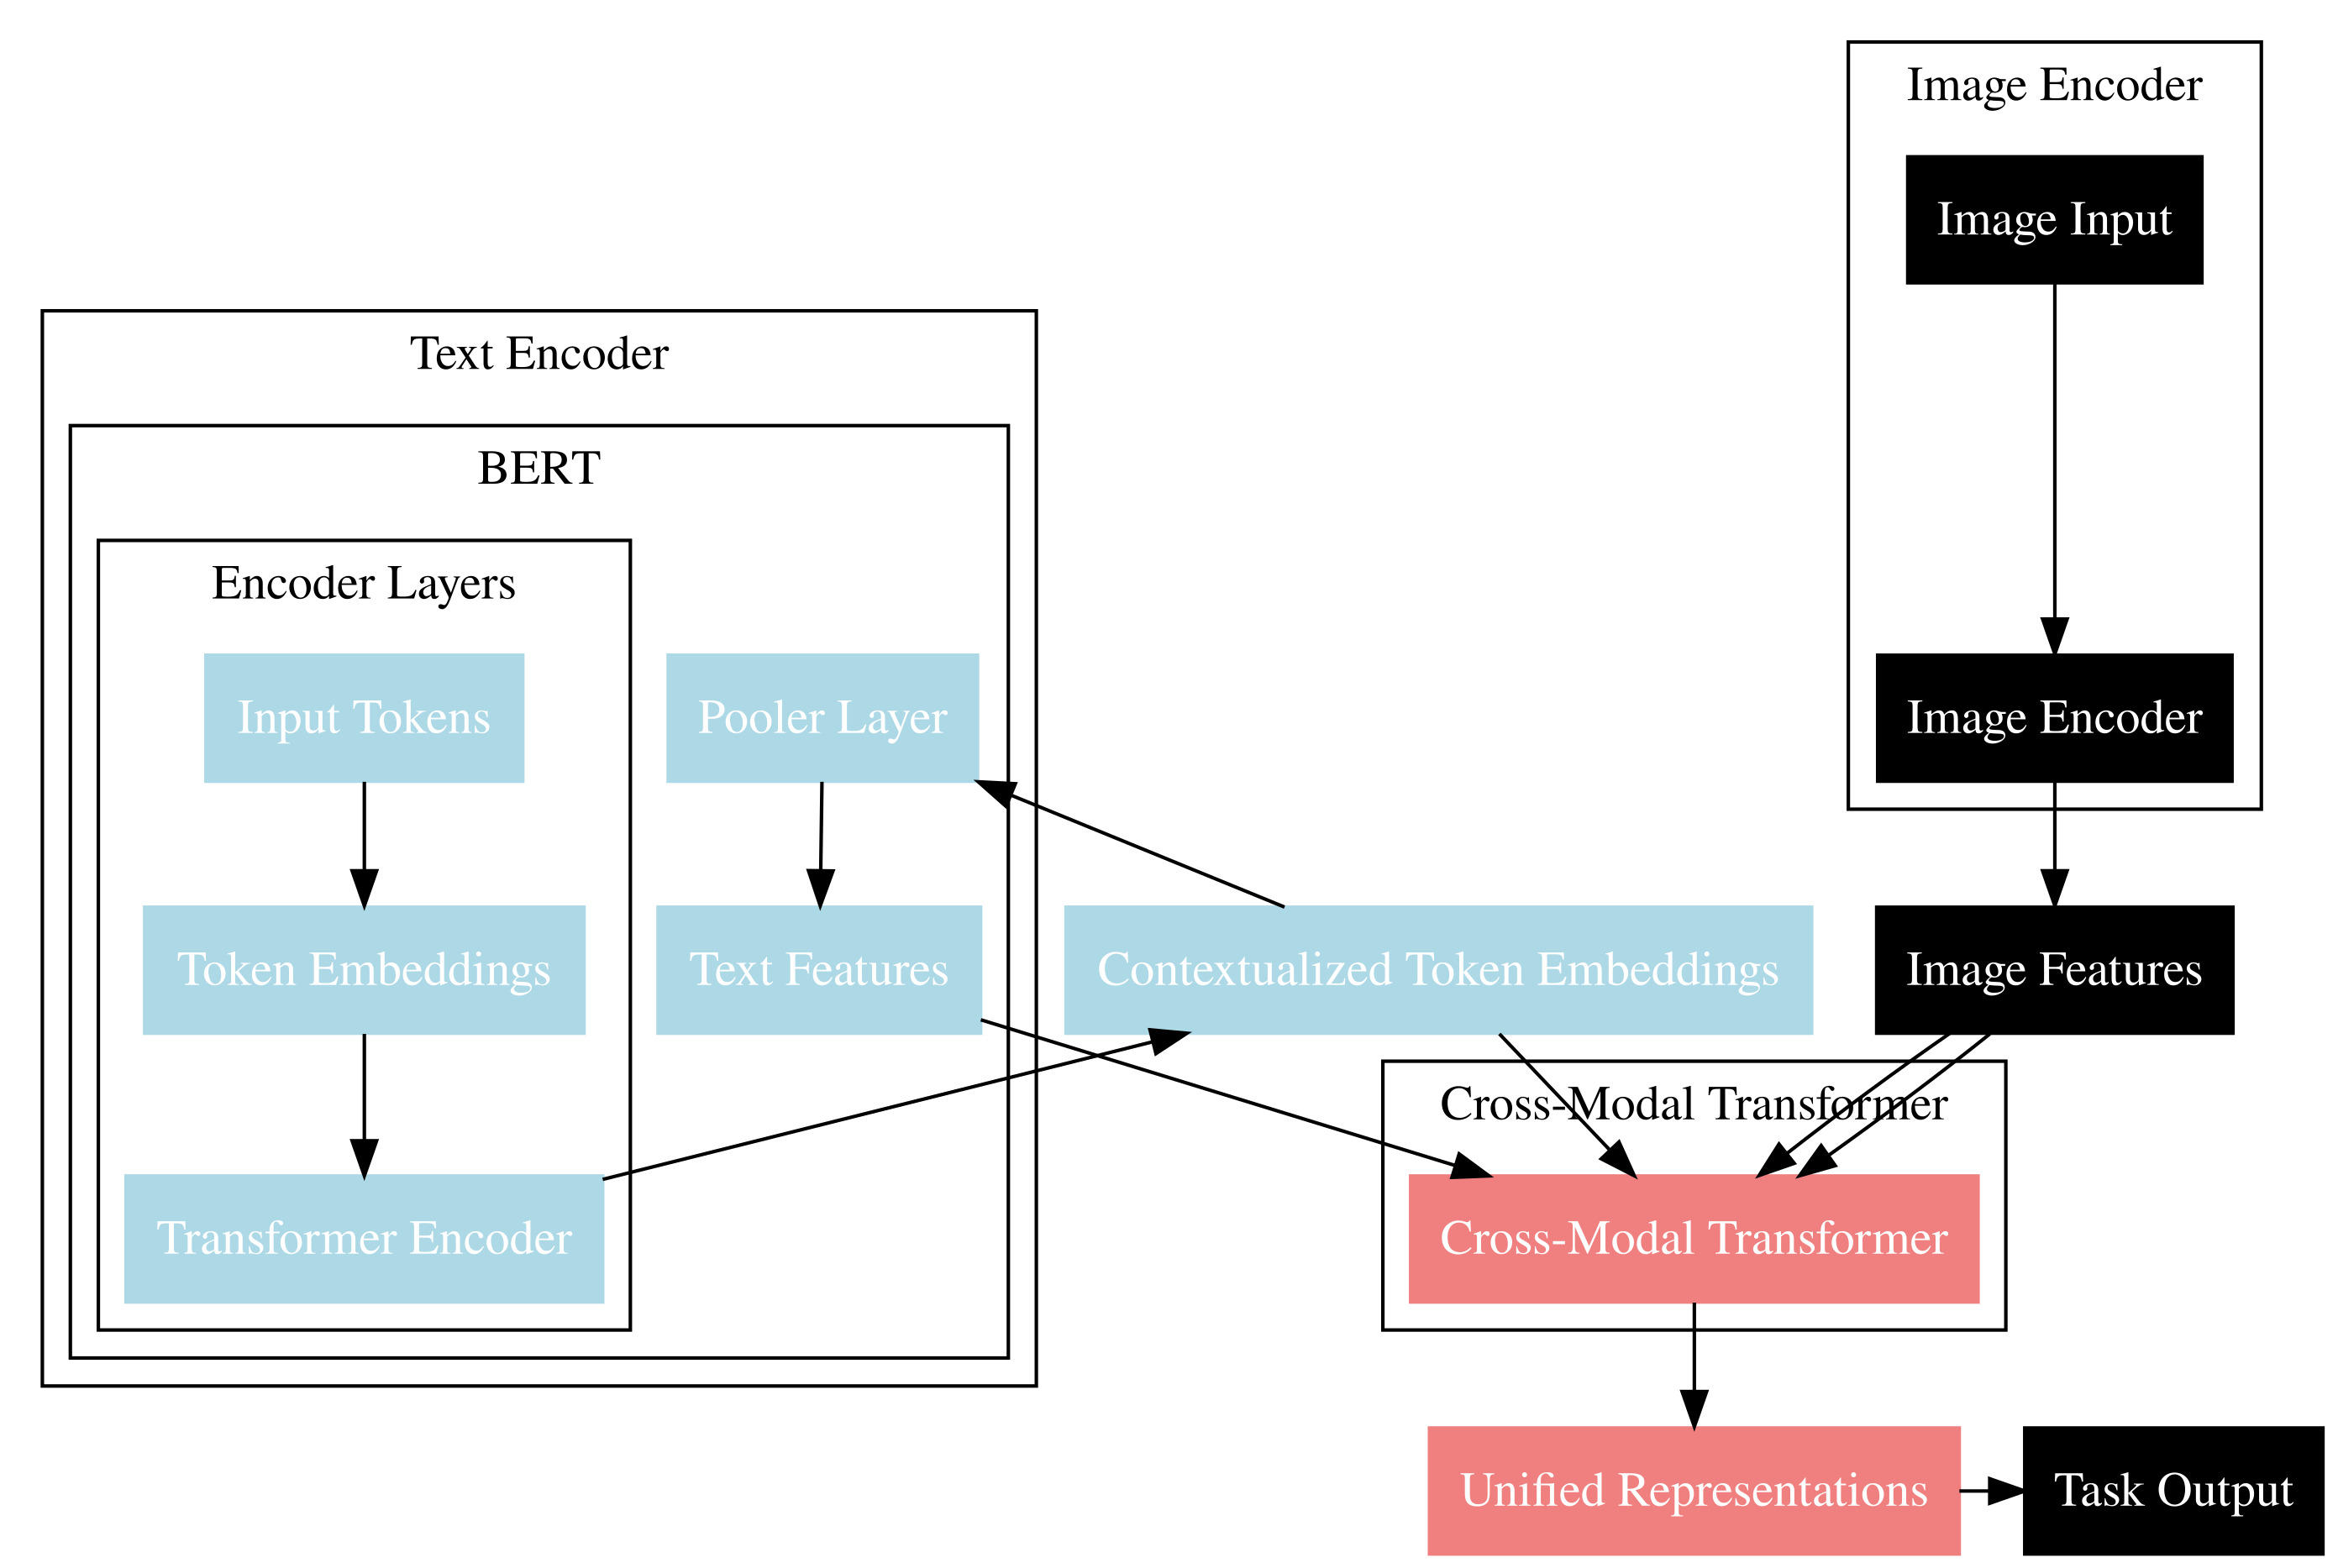 Image Encoder
Image Input
Text Encoder
BERT
Encoder Layers
Input Tokens
Pooler Layer
Image Encoder
Token Embeddings
Text Features
Contextualized Token Embeddings
Image Features
Cross-Modal Transformer
Transformer Encoder
Cross-Modal Transformer
Unified Representations
Task Output